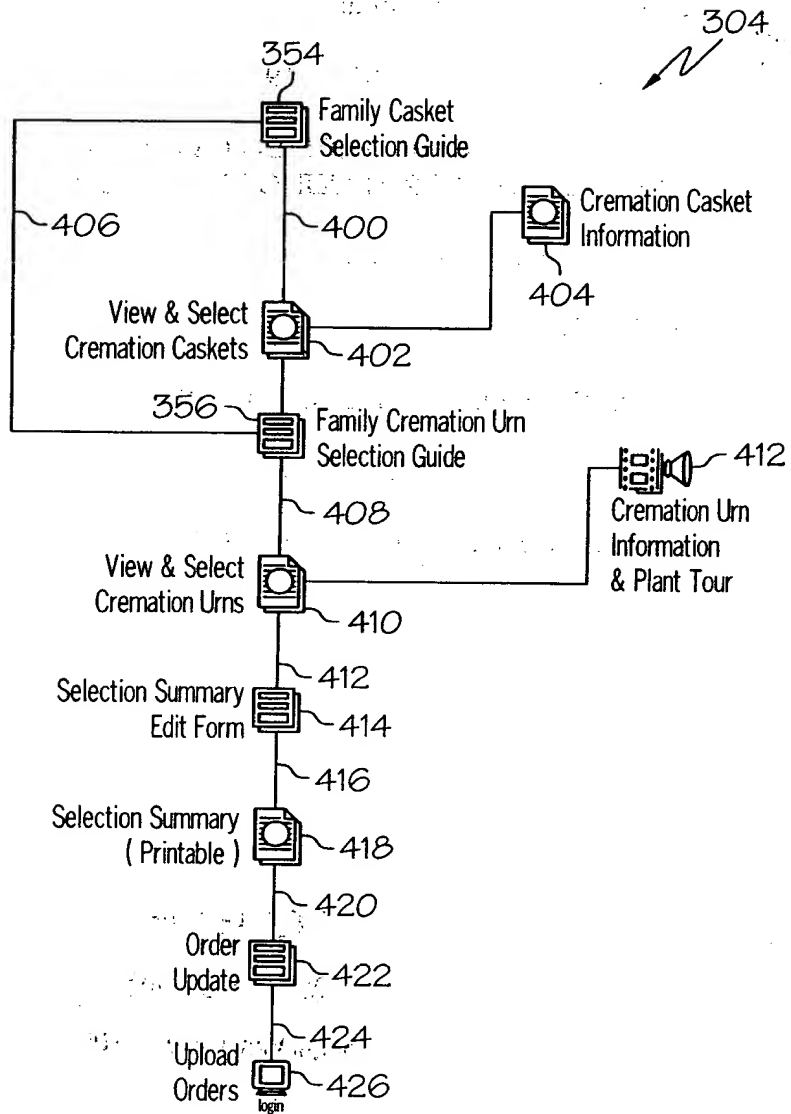 304
354
Family Casket
Selection Guide
406
400
Cremation Casket
Information
404
View & Select
Cremation Caskets
402
356
Family Cremation Urn
Selection Guide
412
Cremation Urn
Information
& Plant Tour
408
View & Select
Cremation Urns
410
412
Selection Summary
Edit Form
414
416
Selection Summary
( Printable )
418
420
Order
Update
422
424
Upload
Orders
426
login